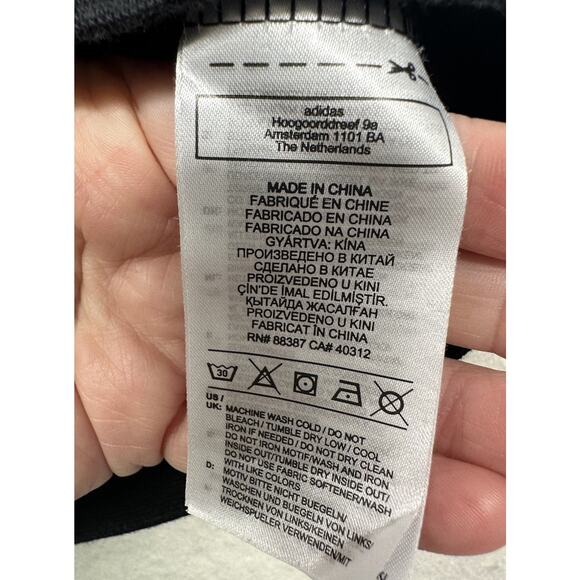 adidas
Hoogoorddreef 9a
Amsterdam 1101 BA
The Netherlands
MADE IN CHINA
FABRIQUÉ EN CHINE
FABRICADO EN CHINA
FABRICADO NA CHINA
GYÁRTVA: KÍNA
ПРОИЗВЕДЕНО В КИТАЙ
СДЕЛАНО В КИТАЕ
PROIZVEDENO U KINI
ÇİN'DE İMAL EDİLMİŞTİR.
ҚЫТАЙДА ЖАСАЛҒАН
PROIZVEDENO U KINI
FABRICAT ÎN CHINA
RN# 88387 CA# 40312
30
US /
UK: MACHINE WASH COLD / DO NOT
BLEACH / TUMBLE DRY LOW / COOL
IRON IF NEEDED / DO NOT DRY CLEAN
DO NOT IRON MOTIF/WASH AND IRON
INSIDE OUT/TUMBLE DRY INSIDE OUT/
DO NOT USE FABRIC SOFTENER/WASH
WITH LIKE COLORS
D: MOTIV BITTE NICHT BUEGELN/
WASCHEN UND BUEGELN VON LINKS/
TROCKNEN VON LINKS/KEINEN
WEICHSPUELER VERWENDEN/MIT